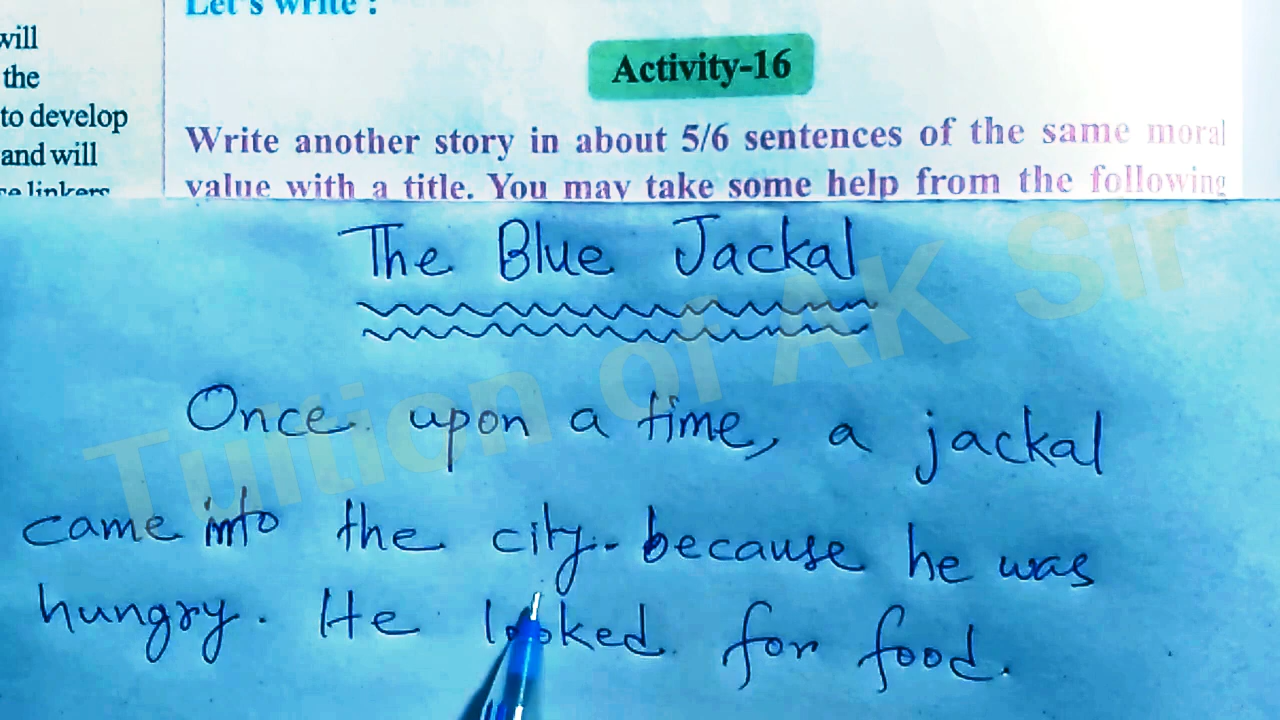 Let's write :
will
the
to develop
and will
Activity-16
Write another story in about 5/6 sentences of the same moral
value with a title. You may take some help from the following
The Blue Jackal
Once upon a time, a jackal
came into the city because he was
hungry. He looked for food.
Tuition of AK Sir